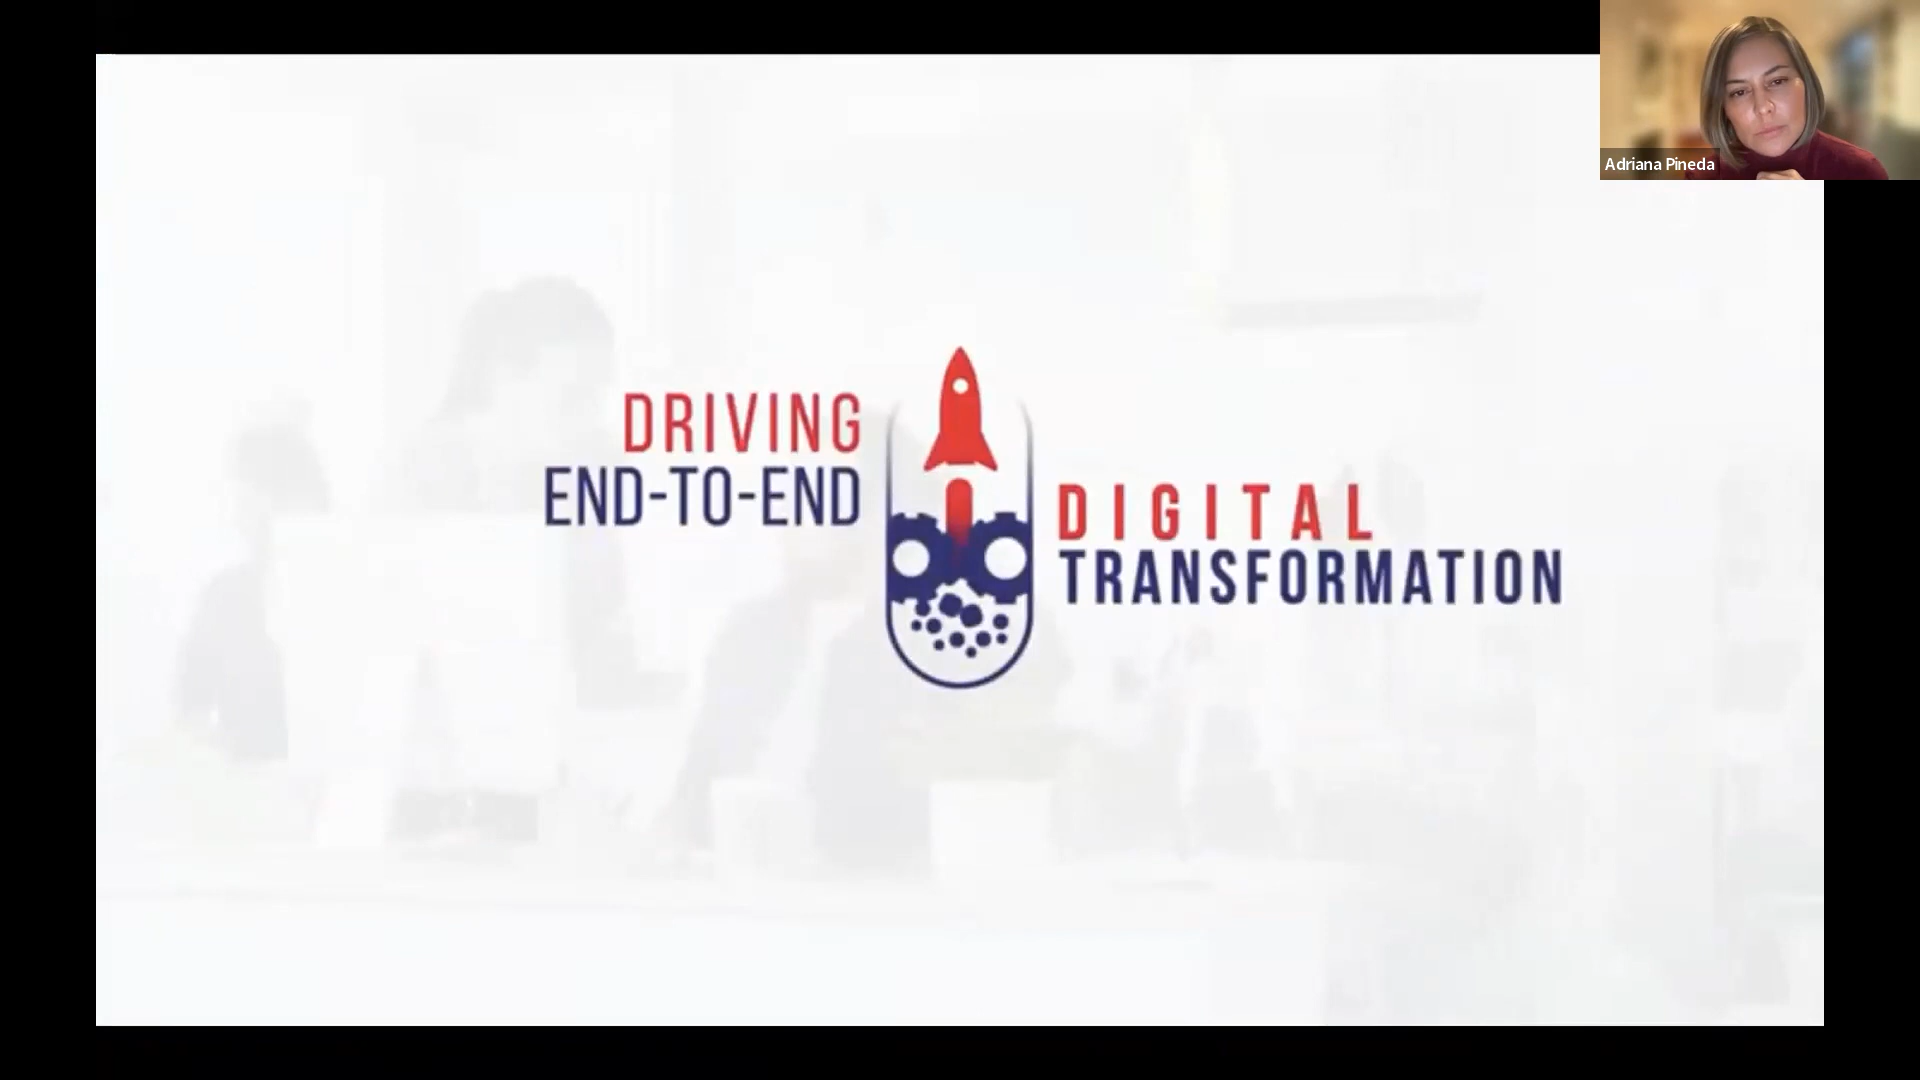 Adriana Pineda
DRIVING
END-TO-END
DIGITAL
TRANSFORMATION